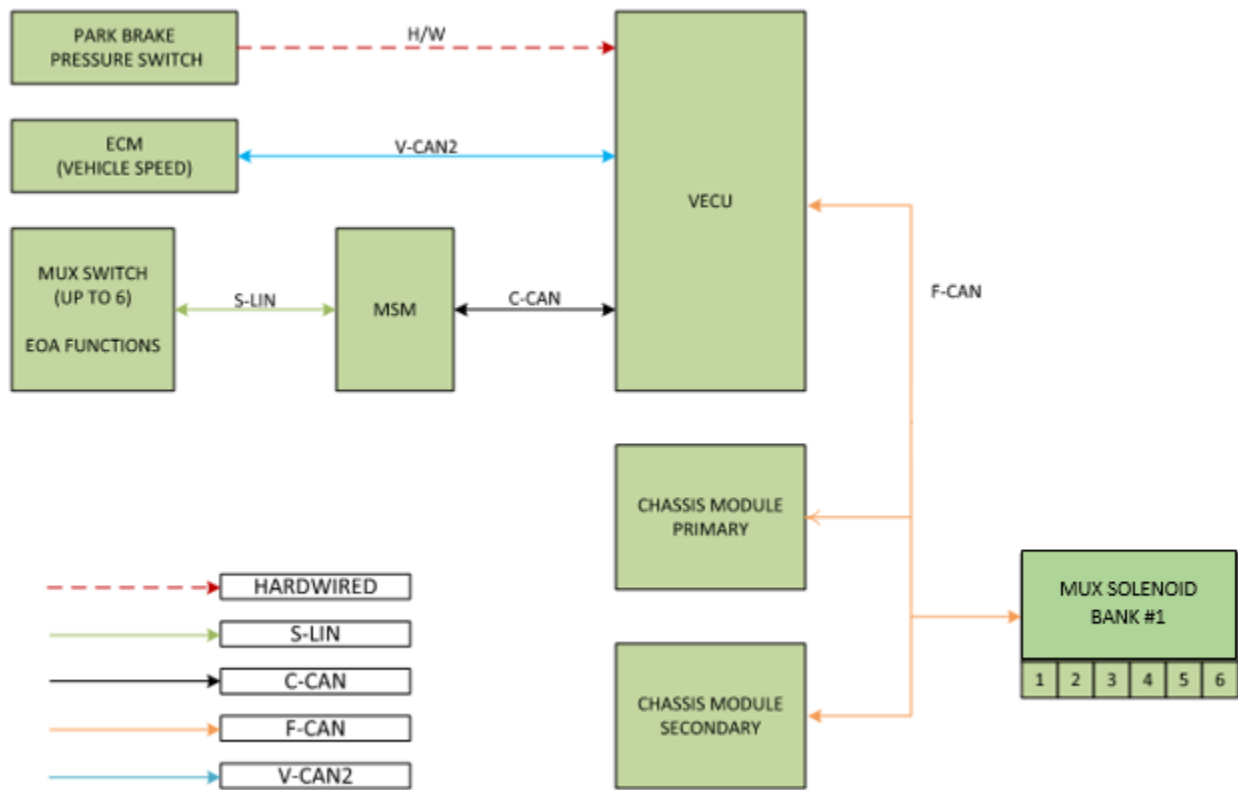 PARK BRAKE
PRESSURE SWITCH
H/W
ECM
(VEHICLE SPEED)
V-CAN2
VECU
MUX SWITCH
(UP TO 6)
EOA FUNCTIONS
S-LIN
MSM
C-CAN
F-CAN
CHASSIS MODULE
PRIMARY
MUX SOLENOID
BANK #1
1 2 3 4 5 6
CHASSIS MODULE
SECONDARY
HARDWIRED
S-LIN
C-CAN
F-CAN
V-CAN2